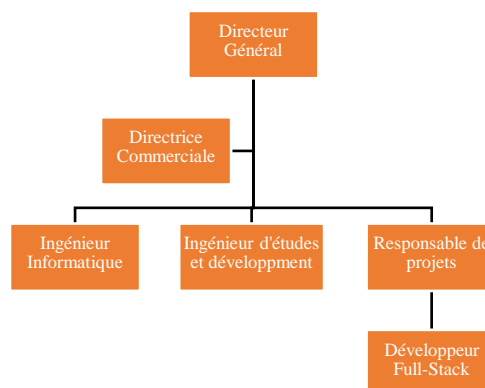 Directeur
Général
Directrice
Commerciale
Ingénieur
Informatique
Ingénieur d'études
et développment
Responsable de
projets
Développeur
Full-Stack